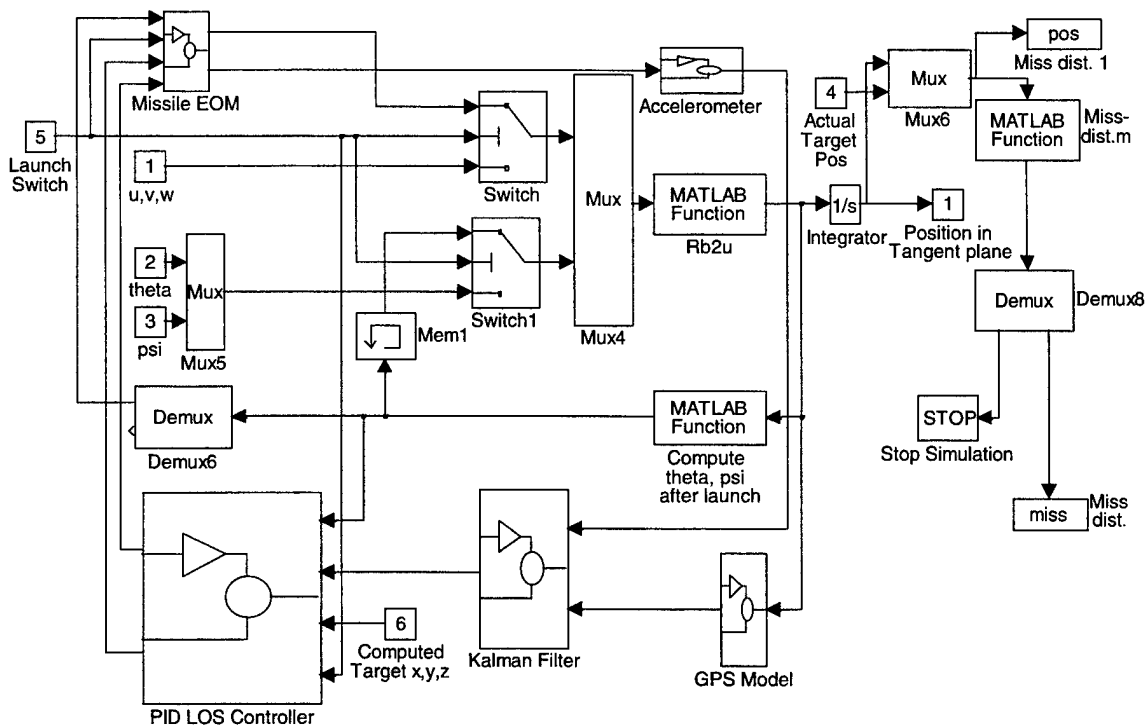 Missile EOM
5
Launch
Switch
1
u,v,w
2
theta
3
psi
Mux
Mux5
Switch
Switch1
Mem1
Mux
Mux4
Accelerometer
MATLAB
Function
Rb2u
1/s
Integrator
4
Actual
Target
Pos
Mux
Mux6
pos
Miss dist. 1
MATLAB
Function
Miss-
dist.m
1
Position in
Tangent plane
Demux
Demux8
STOP
Stop Simulation
miss
Miss
dist.
Demux
Demux6
MATLAB
Function
Compute
theta, psi
after launch
PID LOS Controller
6
Computed
Target x,y,z
Kalman Filter
GPS Model